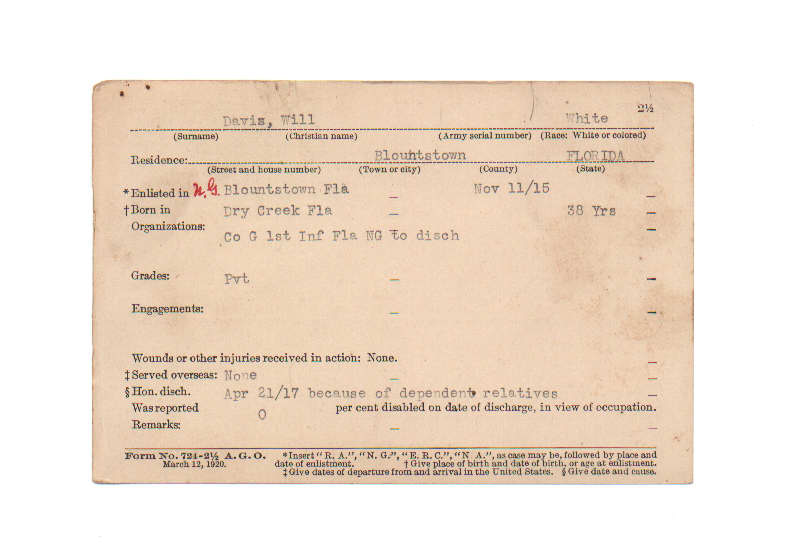 2½
Davis, Will White
(Surname) (Christian name) (Army serial number) (Race: White or colored)
Residence: Blouhtstown FLORIDA
(Street and house number) (Town or city) (County) (State)
*Enlisted in N.G. Blountstown Fla Nov 11/15
†Born in Dry Creek Fla 38 Yrs
Organizations:
Co G 1st Inf Fla NG to disch
Grades: Pvt
Engagements:
Wounds or other injuries received in action: None.
‡Served overseas: None
§Hon. disch. Apr 21/17 because of dependent relatives
Was reported 0 per cent disabled on date of discharge, in view of occupation.
Remarks:
Form No. 724-2½ A. G. O. *Insert "R. A.", "N. G.", "E. R. C.", "N A.", as case may be, followed by place and
March 12, 1920. date of enlistment. †Give place of birth and date of birth, or age at enlistment.
‡Give dates of departure from and arrival in the United States. §Give date and cause.